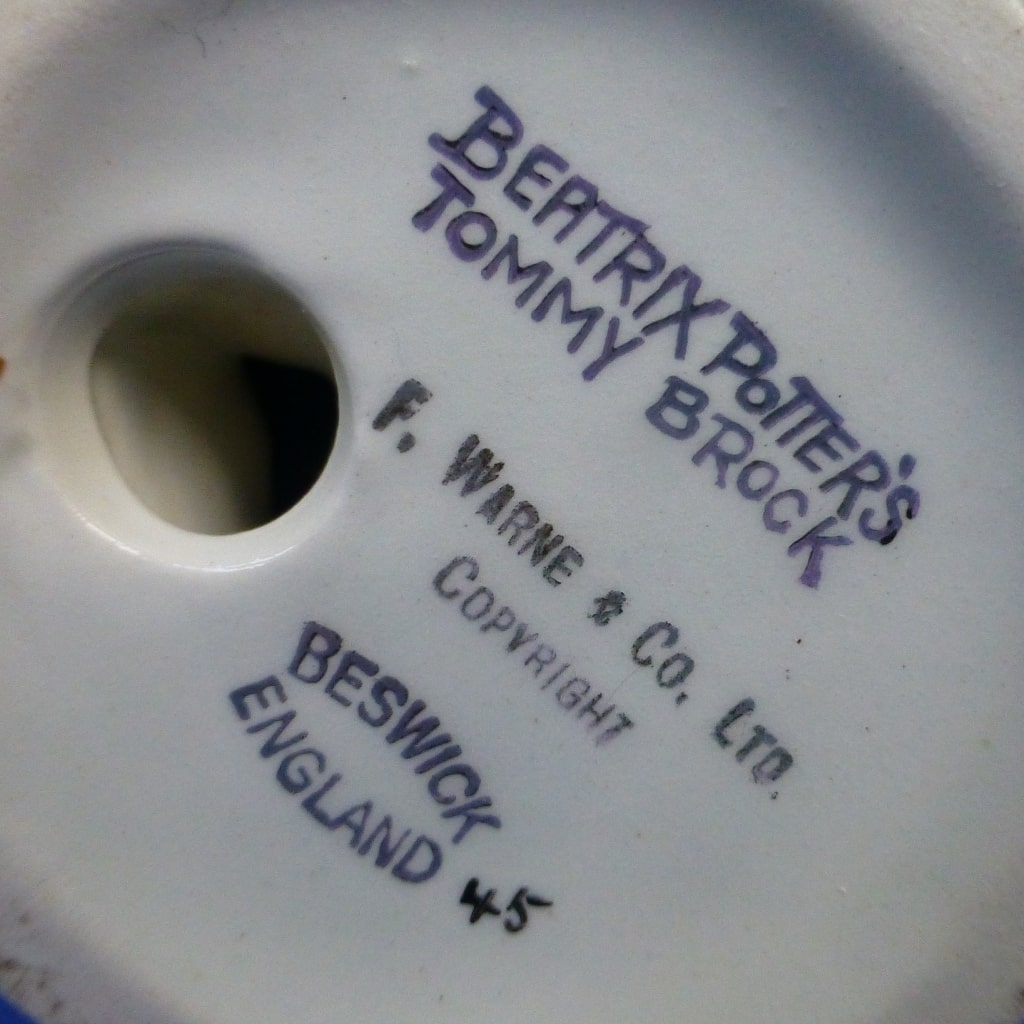 BEATRIX POTTER'S
TOMMY BROCK
F. WARNE & CO. LTD.
COPYRIGHT
BESWICK
ENGLAND 45